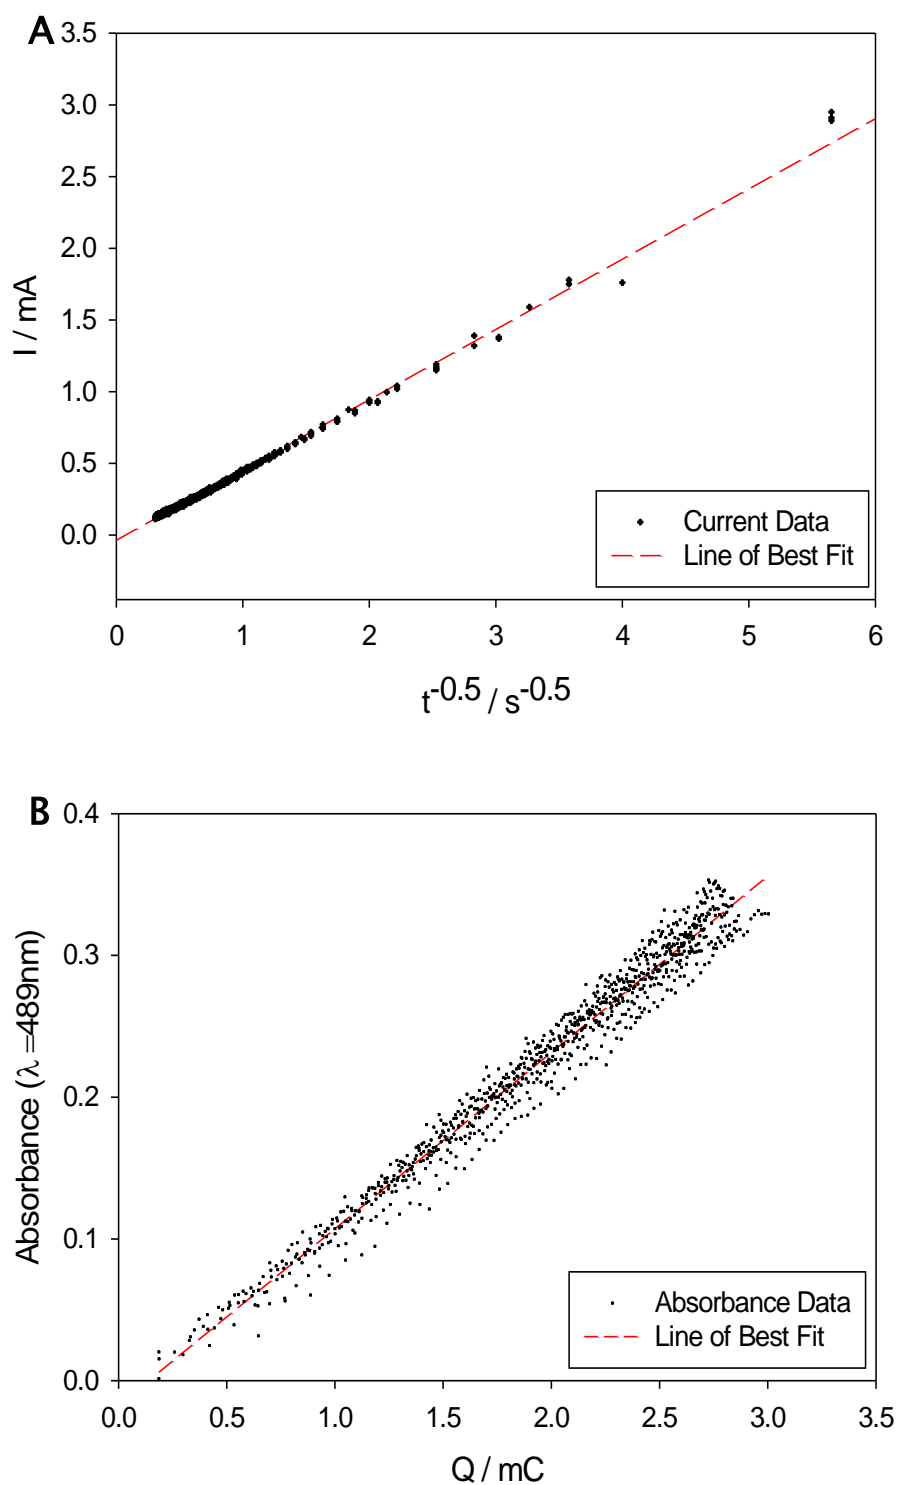 A
3.5
3.0
2.5
2.0
1.5
1.0
0.5
0.0
I / mA
Current Data
Line of Best Fit
0 1 2 3 4 5 6
t^-0.5 / s^-0.5
B
0.4
0.3
0.2
0.1
0.0
Absorbance (λ =489nm)
Absorbance Data
Line of Best Fit
0.0 0.5 1.0 1.5 2.0 2.5 3.0 3.5
Q / mC